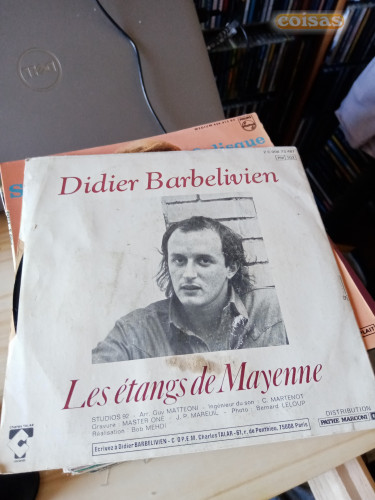 coisas
DELL
Didier Barbelivien
Les étangs de Mayenne
STUDIOS 92 - Arr. Guy MATTEONI - Ingénieur du son - C. MARTENOT
Gravure : MASTER ONE - J. P. MAREUIL - Photo : Bernard LELOUP
Réalisation : Bob MEHDI
DISTRIBUTION
PATHÉ MARCONI
Ecrivez à Didier BARBELIVIEN - C/O P.E.M. Charles TALAR - 61, r. de Ponthieu, 75008 Paris